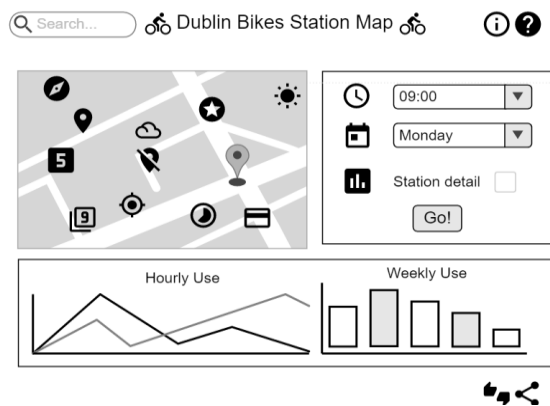 Search...
Dublin Bikes Station Map
5
9
09:00
Monday
Station detail
Go!
Hourly Use
Weekly Use